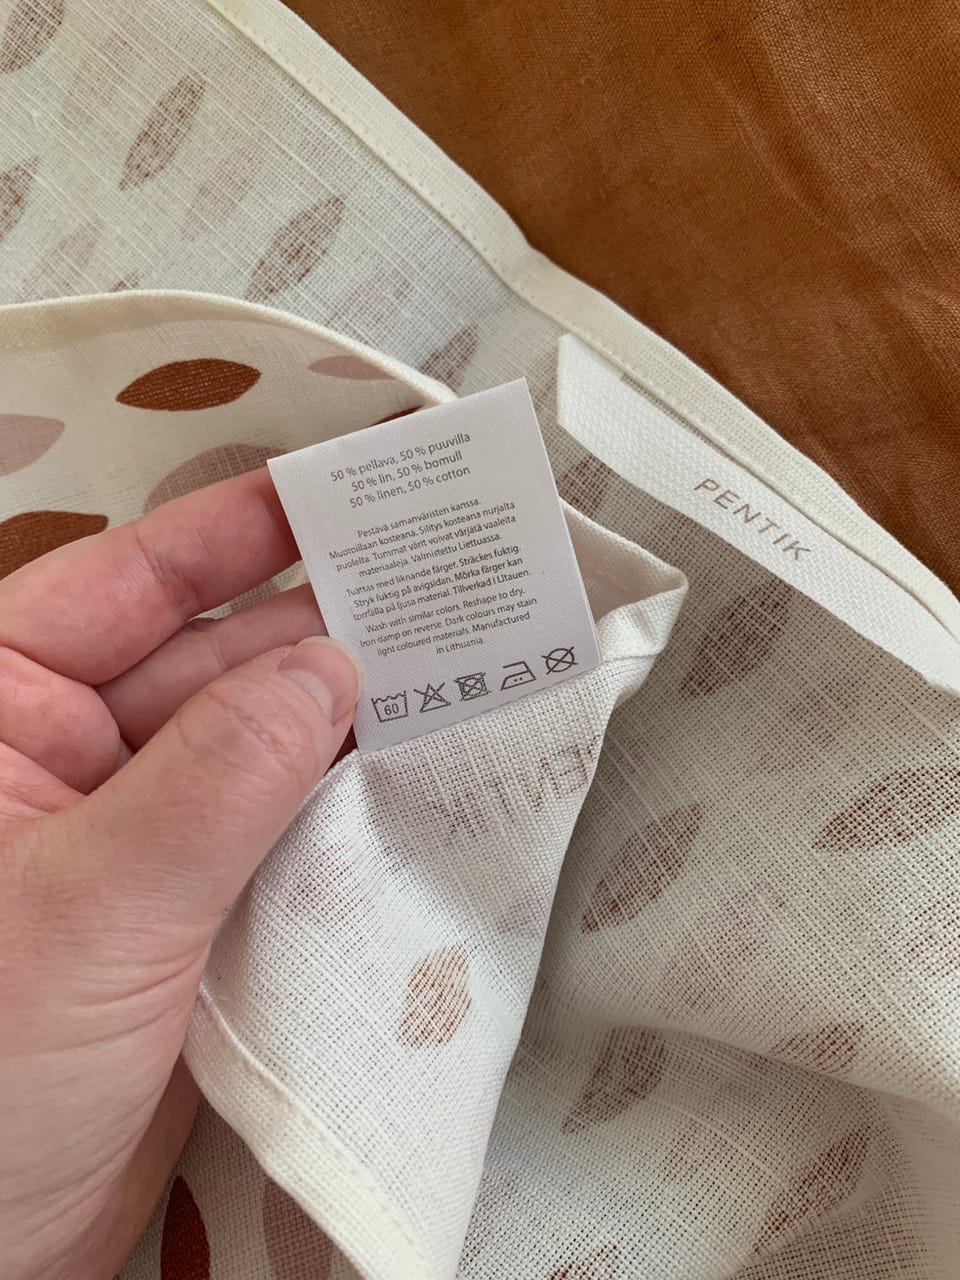 50 % pellava, 50 % puuvilla
50 % lin, 50 % bomull
50 % linen, 50 % cotton
Pestävä samanväristen kanssa.
Muotoillaan kosteana. Silitys kosteana nurjalta
puolelta. Tummat värit voivat värjätä vaaleita
materiaaleja. Valmistettu Liettuassa.
Tvättas med liknande färger. Sträckes fuktig.
Stryk fuktig på avigsidan. Mörka färger kan
torrfälla på ljusa material. Tillverkad i Litauen.
Wash with similar colors. Reshape to dry.
Iron damp on reverse. Dark colours may stain
light coloured materials. Manufactured
in Lithuania.
60
PENTIK
PENTIK